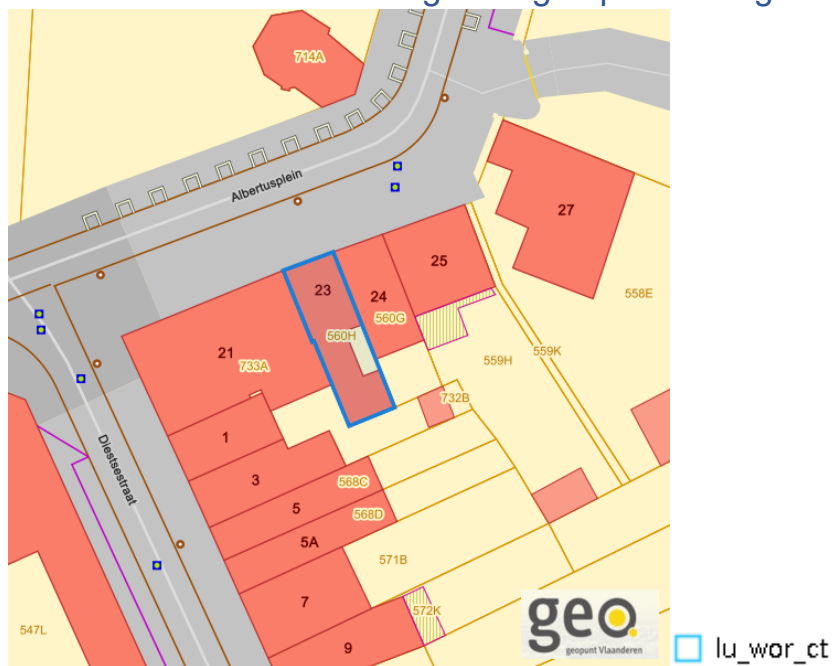 714A
Albertusplein
27
25
23
24
558E
560G
560H
559K
559H
21
733A
732B
1
3
568C
5
568D
5A
Diestsestraat
571B
7
572K
547L
9
geo
geopunt Vlaanderen
lu_wor_ct